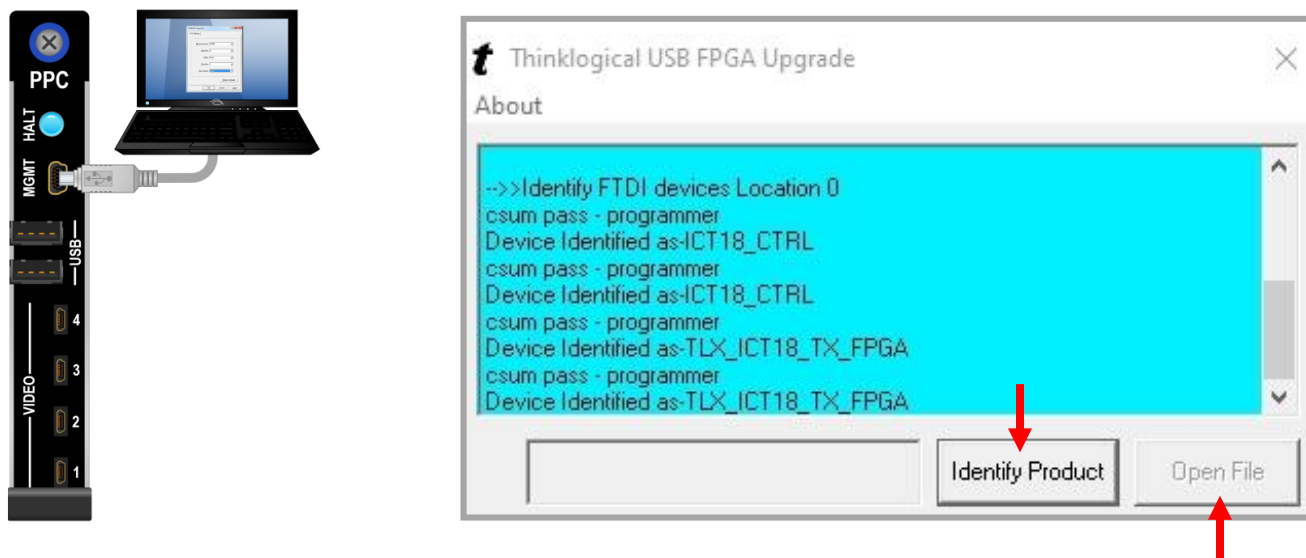 PPC
HALT
MGMT
USB
4
3
VIDEO
2
1
t Thinklogical USB FPGA Upgrade
About
-->>Identify FTDI devices Location 0
csum pass - programmer
Device Identified as-ICT18_CTRL
csum pass - programmer
Device Identified as-ICT18_CTRL
csum pass - programmer
Device Identified as-TLX_ICT18_TX_FPGA
csum pass - programmer
Device Identified as-TLX_ICT18_TX_FPGA
Identify Product
Open File